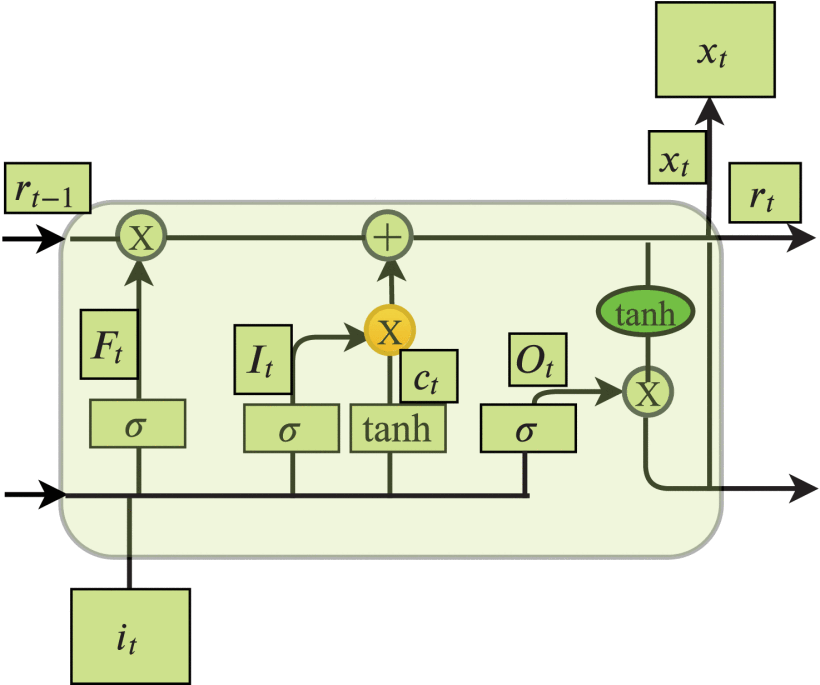 x_t
x_t
r_{t-1}
r_t
X
+
F_t
I_t
X
tanh
c_t
O_t
X
σ
σ
tanh
σ
i_t